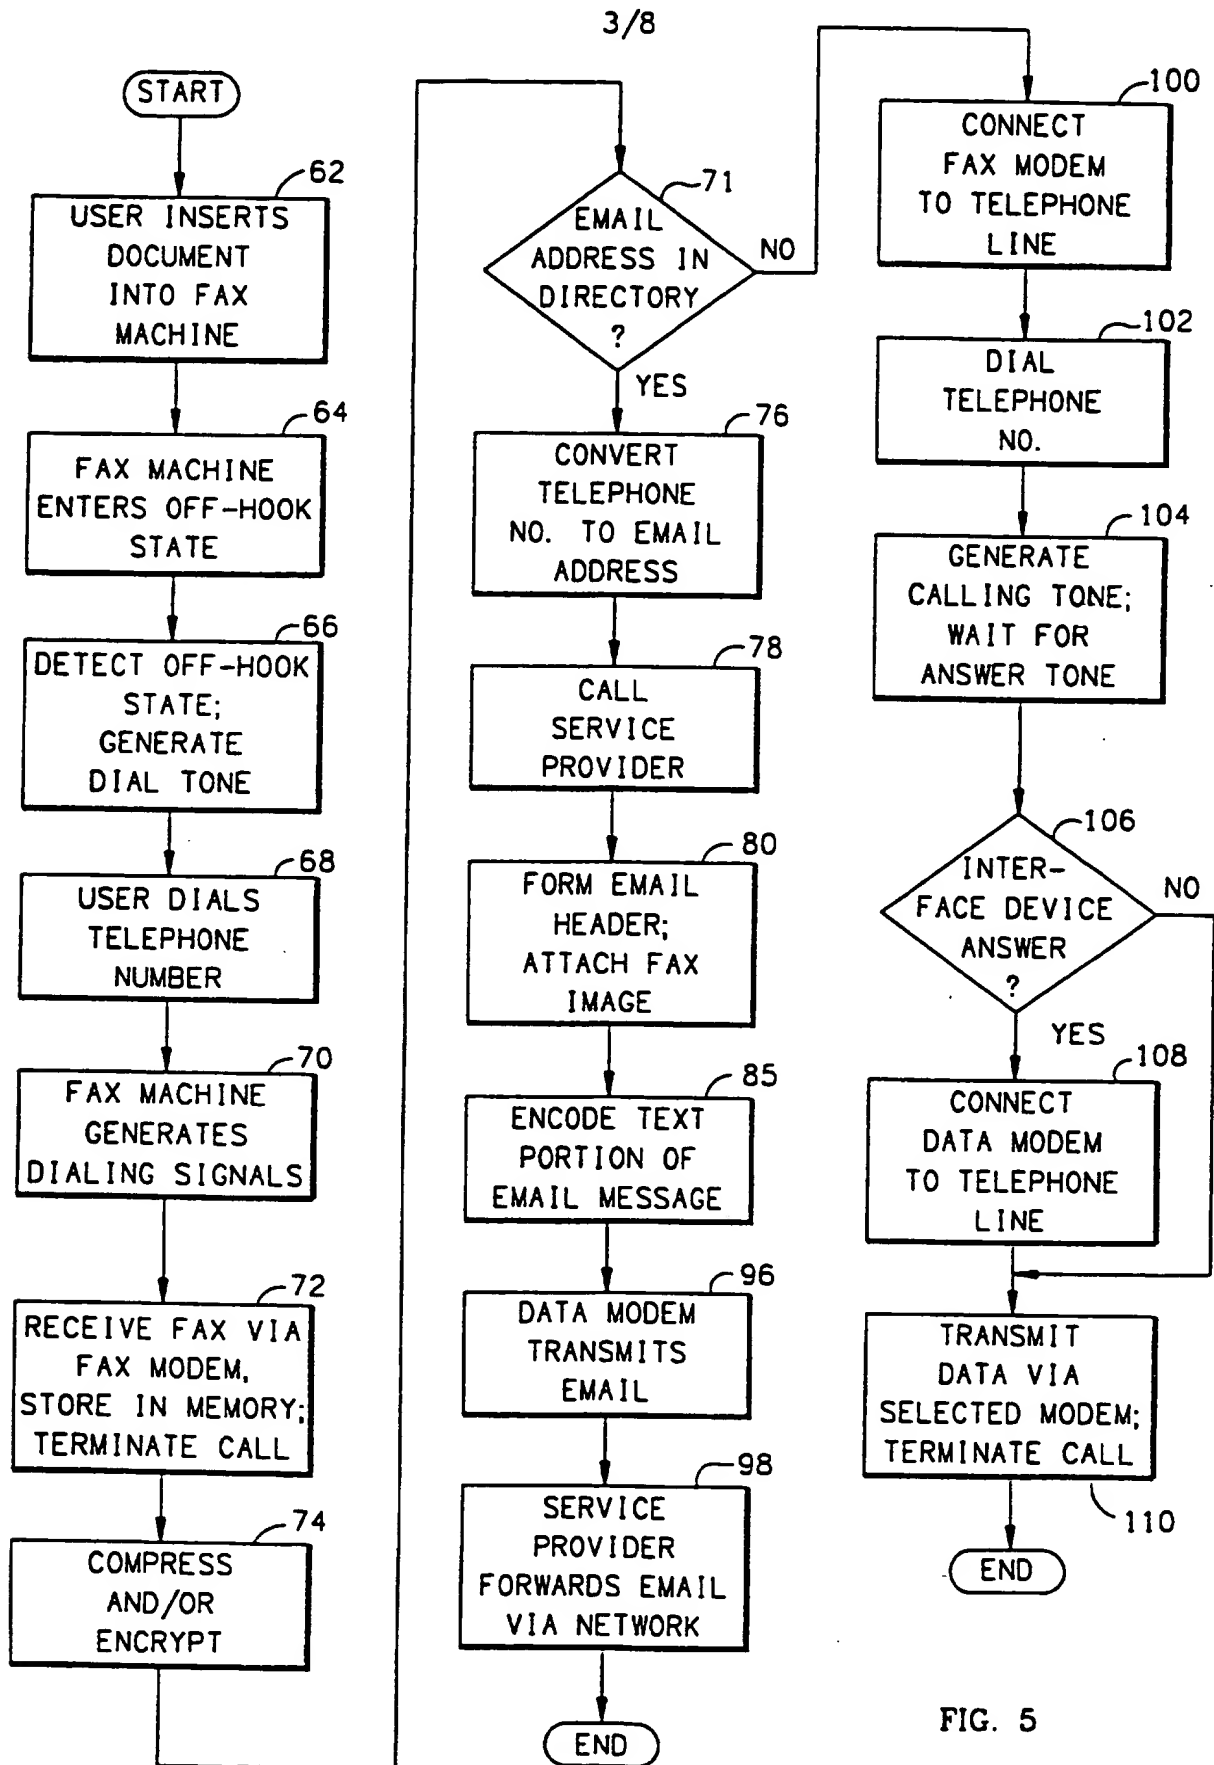 3/8
START
62
USER INSERTS
DOCUMENT
INTO FAX
MACHINE
64
FAX MACHINE
ENTERS OFF-HOOK
STATE
66
DETECT OFF-HOOK
STATE;
GENERATE
DIAL TONE
68
USER DIALS
TELEPHONE
NUMBER
70
FAX MACHINE
GENERATES
DIALING SIGNALS
72
RECEIVE FAX VIA
FAX MODEM,
STORE IN MEMORY;
TERMINATE CALL
74
COMPRESS
AND/OR
ENCRYPT
71
EMAIL
ADDRESS IN
DIRECTORY
?
NO
YES
76
CONVERT
TELEPHONE
NO. TO EMAIL
ADDRESS
78
CALL
SERVICE
PROVIDER
80
FORM EMAIL
HEADER;
ATTACH FAX
IMAGE
85
ENCODE TEXT
PORTION OF
EMAIL MESSAGE
96
DATA MODEM
TRANSMITS
EMAIL
98
SERVICE
PROVIDER
FORWARDS EMAIL
VIA NETWORK
END
100
CONNECT
FAX MODEM
TO TELEPHONE
LINE
102
DIAL
TELEPHONE
NO.
104
GENERATE
CALLING TONE;
WAIT FOR
ANSWER TONE
106
INTER-
FACE DEVICE
ANSWER
?
NO
YES
108
CONNECT
DATA MODEM
TO TELEPHONE
LINE
TRANSMIT
DATA VIA
SELECTED MODEM;
TERMINATE CALL
110
END
FIG. 5